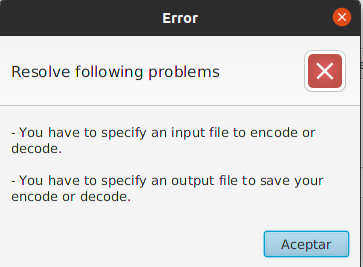 Error
Resolve following problems
- You have to specify an input file to encode or
decode.
- You have to specify an output file to save your
encode or decode.
Aceptar